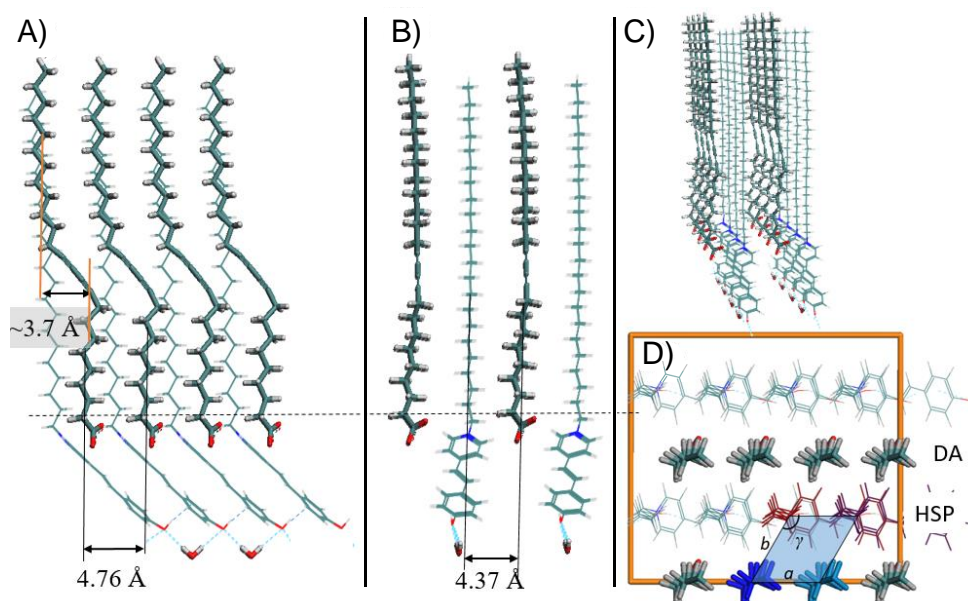 A)
~3.7 Å
4.76 Å
B)
4.37 Å
C)
D)
DA
HSP
b
γ
a